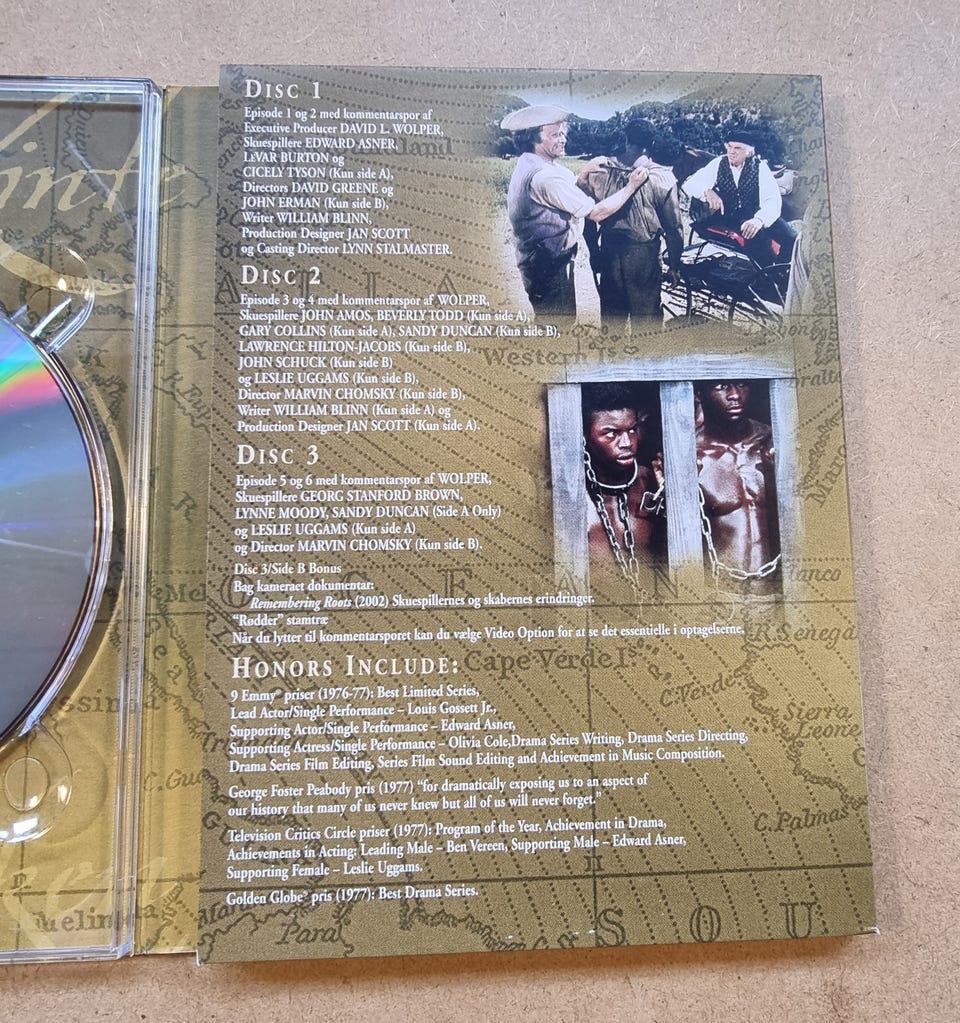 DISC 1
Episode 1 og 2 med kommentarspor af
Executive Producer DAVID L. WOLPER,
Skuespillere EDWARD ASNER,
LEVAR BURTON og
CICELY TYSON (Kun side A),
Directors DAVID GREENE og
JOHN ERMAN (Kun side B),
Writer WILLIAM BLINN,
Production Designer JAN SCOTT
og Casting Director LYNN STALMASTER.
DISC 2
Episode 3 og 4 med kommentarspor af WOLPER,
Skuespillere JOHN AMOS, BEVERLY TODD (Kun side A),
GARY COLLINS (Kun side A), SANDY DUNCAN (Kun side B),
LAWRENCE HILTON-JACOBS (Kun side B),
JOHN SCHUCK (Kun side B)
og LESLIE UGGAMS (Kun side B),
Director MARVIN CHOMSKY (Kun side B),
Writer WILLIAM BLINN (Kun side A) og
Production Designer JAN SCOTT (Kun side A).
DISC 3
Episode 5 og 6 med kommentarspor af WOLPER,
Skuespillere GEORG STANFORD BROWN,
LYNNE MOODY, SANDY DUNCAN (Side A Only)
og LESLIE UGGAMS (Kun side A)
og Director MARVIN CHOMSKY (Kun side B).
Disc 3/Side B Bonus
Bag kameraet dokumentar:
Remembering Roots (2002) Skuespillernes og skabernes erindringer.
"Rødder" stamtræ
Når du lytter til kommentarsporet kan du vælge Video Option for at se det essentielle i optagelserne.
HONORS INCLUDE:
9 Emmy® priser (1976-77): Best Limited Series,
Lead Actor/Single Performance – Louis Gossett Jr.,
Supporting Actor/Single Performance – Edward Asner,
Supporting Actress/Single Performance – Olivia Cole,Drama Series Writing, Drama Series Directing,
Drama Series Film Editing, Series Film Sound Editing and Achievement in Music Composition.
George Foster Peabody pris (1977) "for dramatically exposing us to an aspect of
our history that many of us never knew but all of us will never forget."
Television Critics Circle priser (1977): Program of the Year, Achievement in Drama,
Achievements in Acting: Leading Male – Ben Vereen, Supporting Male – Edward Asner,
Supporting Female – Leslie Uggams.
Golden Globe® pris (1977): Best Drama Series.
Western Is.
Cape Verde I.
C. Verde
R. Senega
Sierra
Leone
C. Palmas
Para
SOU